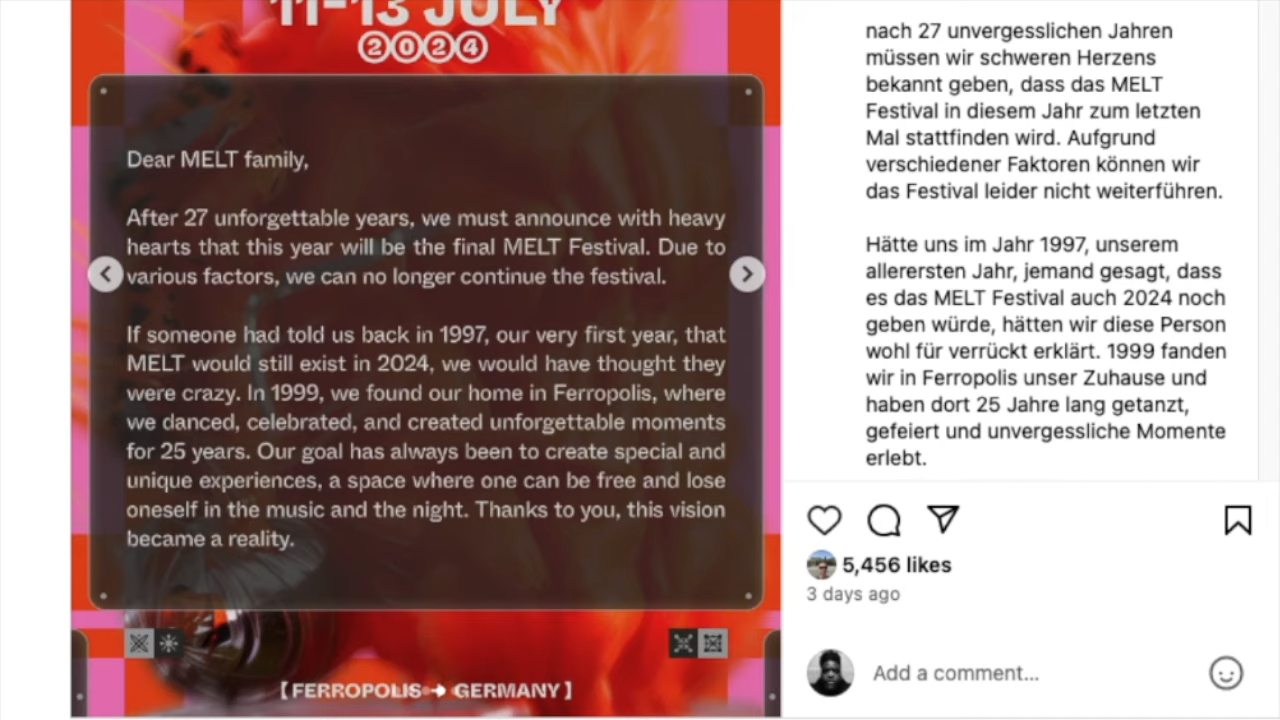 11-13 JULY
2024
Dear MELT family,
After 27 unforgettable years, we must announce with heavy
hearts that this year will be the final MELT Festival. Due to
various factors, we can no longer continue the festival.
If someone had told us back in 1997, our very first year, that
MELT would still exist in 2024, we would have thought they
were crazy. In 1999, we found our home in Ferropolis, where
we danced, celebrated, and created unforgettable moments
for 25 years. Our goal has always been to create special and
unique experiences, a space where one can be free and lose
oneself in the music and the night. Thanks to you, this vision
became a reality.
[FERROPOLIS → GERMANY]
nach 27 unvergesslichen Jahren
müssen wir schweren Herzens
bekannt geben, dass das MELT
Festival in diesem Jahr zum letzten
Mal stattfinden wird. Aufgrund
verschiedener Faktoren können wir
das Festival leider nicht weiterführen.
Hätte uns im Jahr 1997, unserem
allerersten Jahr, jemand gesagt, dass
es das MELT Festival auch 2024 noch
geben würde, hätten wir diese Person
wohl für verrückt erklärt. 1999 fanden
wir in Ferropolis unser Zuhause und
haben dort 25 Jahre lang getanzt,
gefeiert und unvergessliche Momente
erlebt.
5,456 likes
3 days ago
Add a comment...